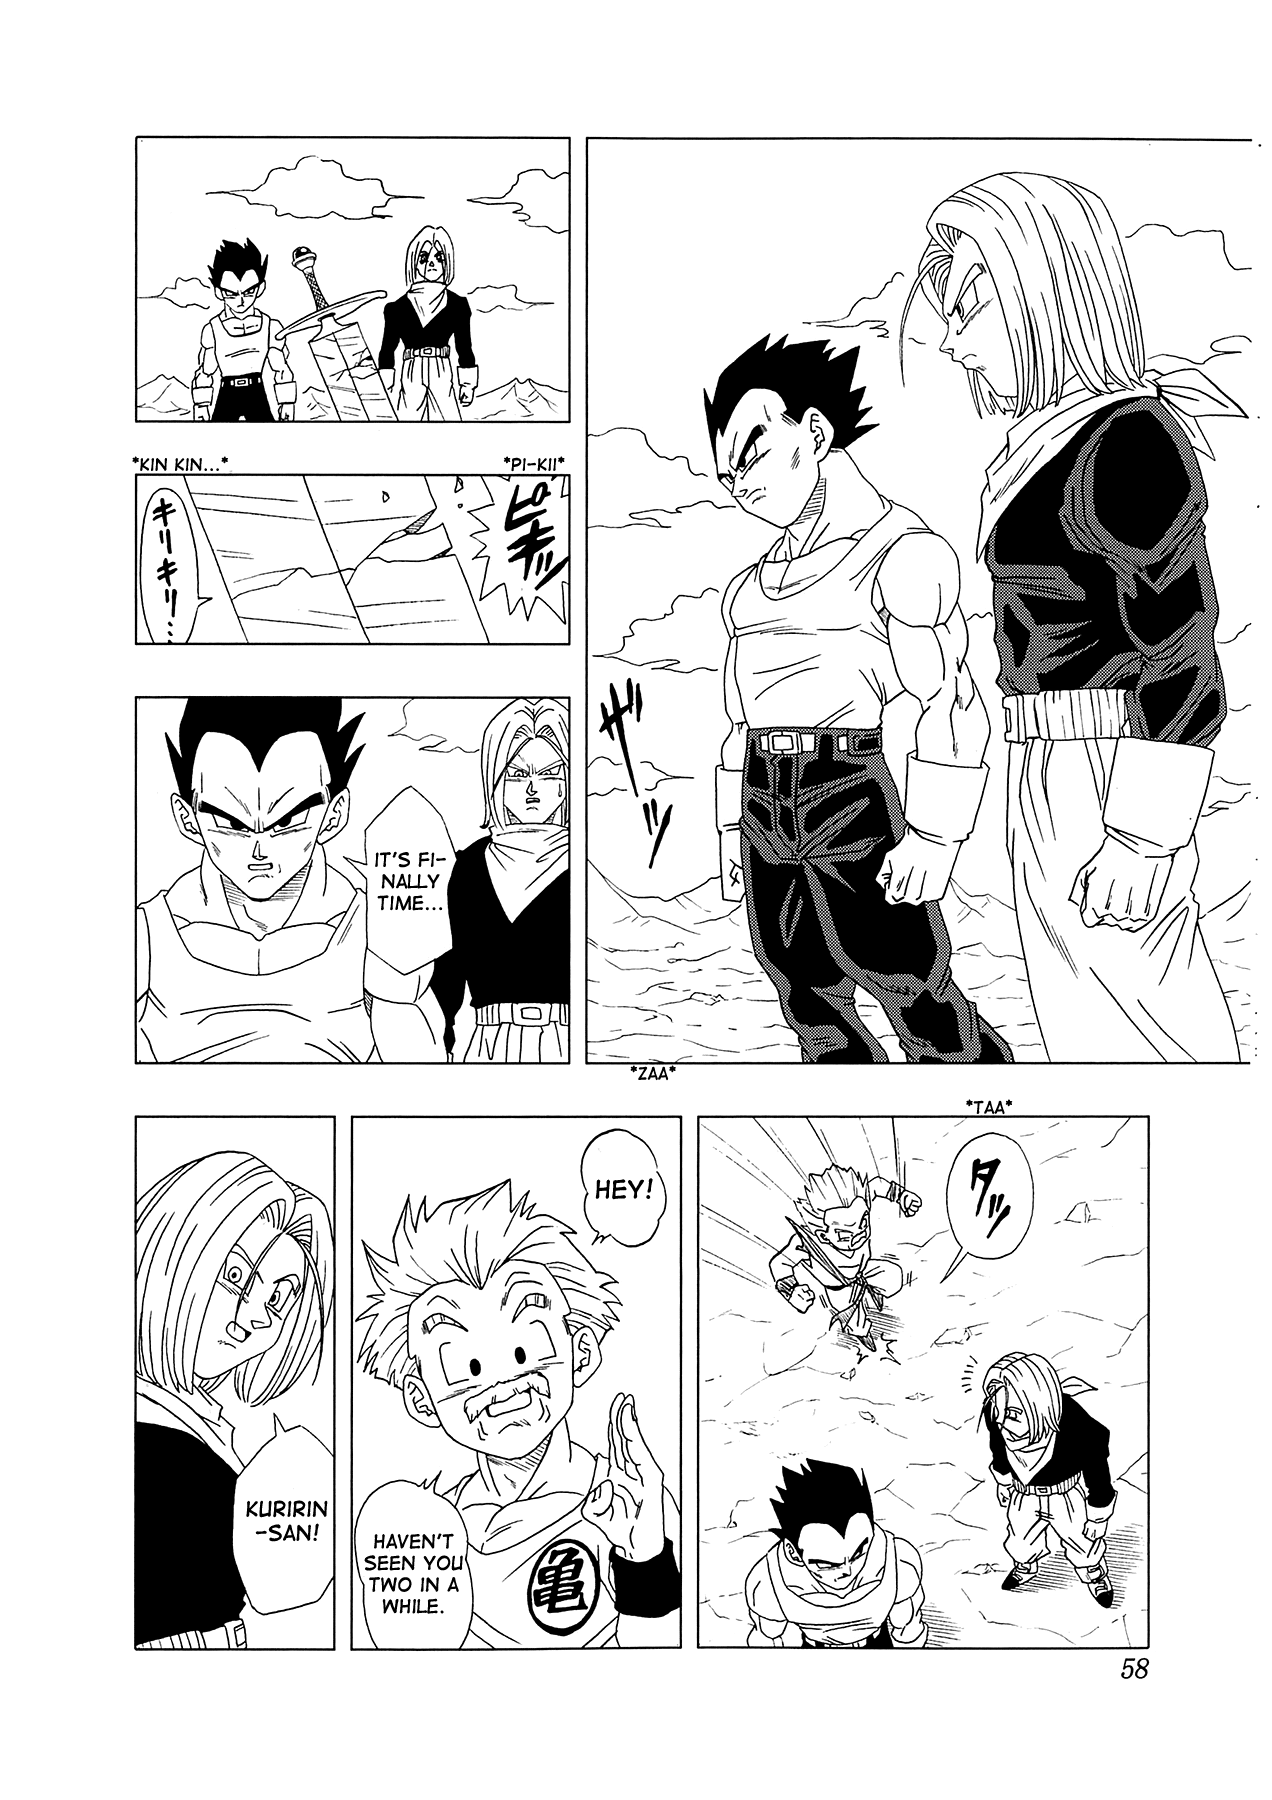 *ZAA*
ザッ
*KIN KIN...*
*PI-KII*
ピキッ
キリキリ…
IT'S FI-
NALLY
TIME...
*TAA*
タッ
HEY!
HAVEN'T
SEEN YOU
TWO IN A
WHILE.
亀
KURIRIN
-SAN!
58